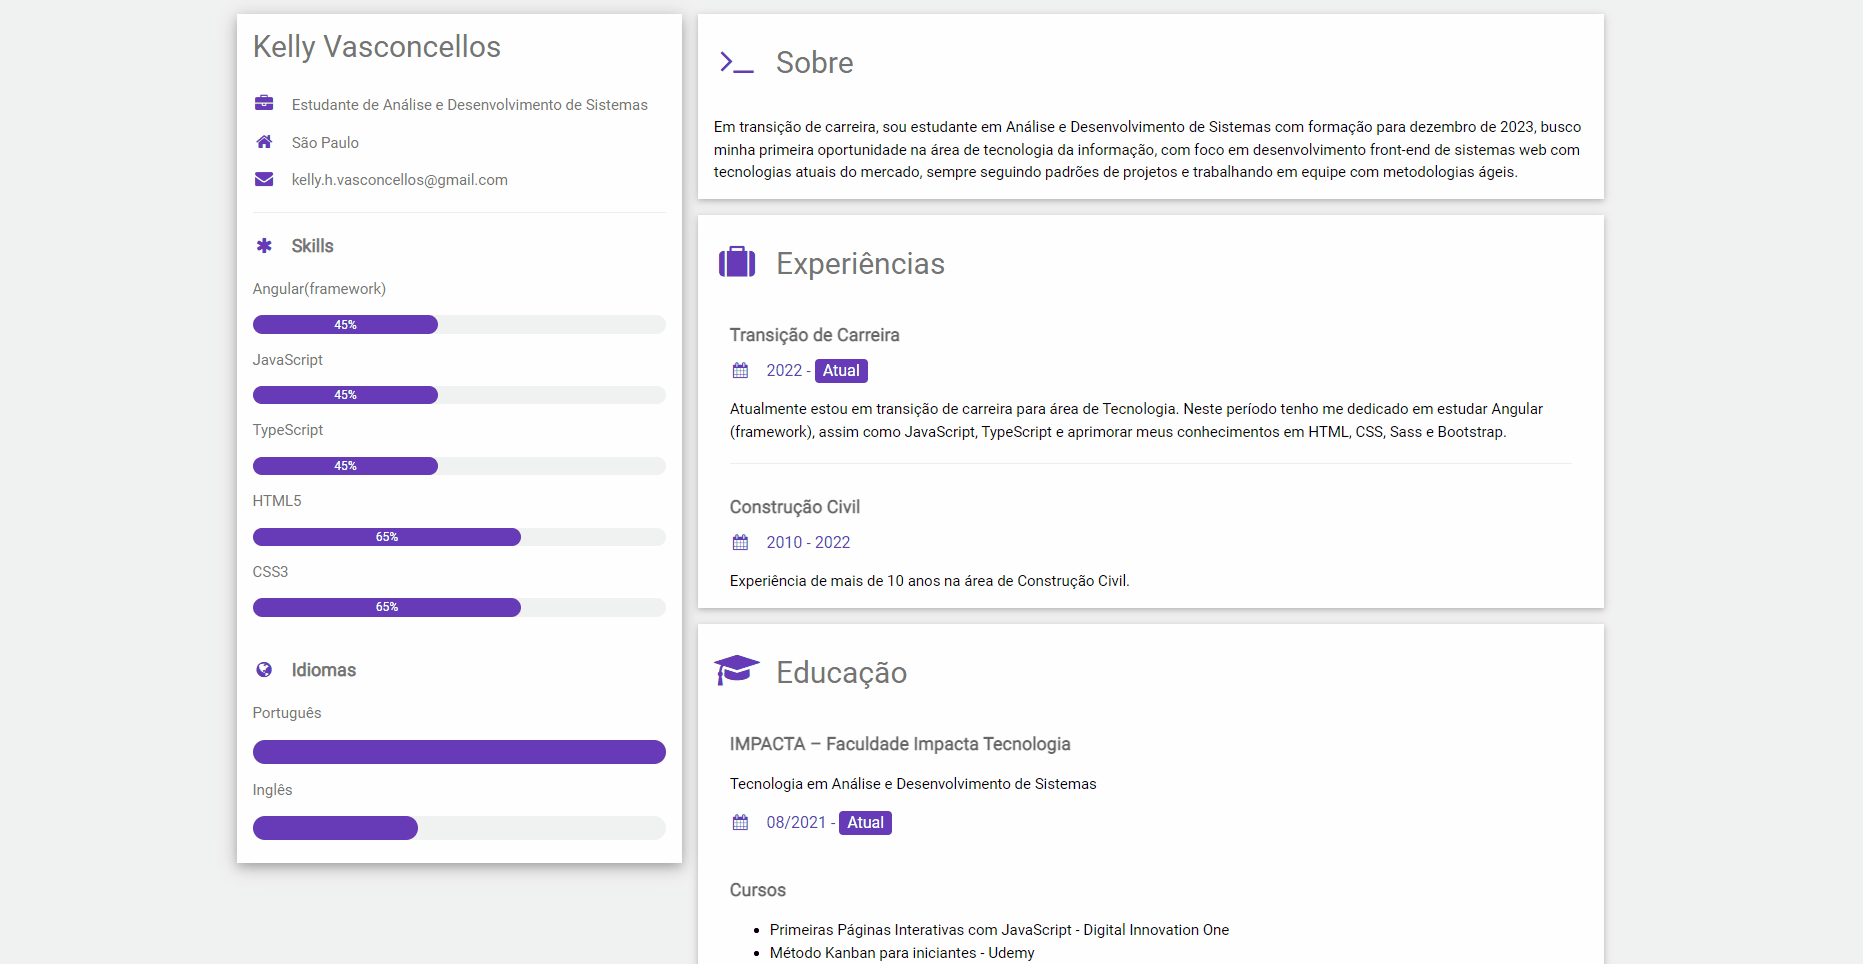 Kelly Vasconcellos
Estudante de Análise e Desenvolvimento de Sistemas
São Paulo
kelly.h.vasconcellos@gmail.com
Skills
Angular(framework)
45%
JavaScript
45%
TypeScript
45%
HTML5
65%
CSS3
65%
Idiomas
Português
Inglês
Sobre
Em transição de carreira, sou estudante em Análise e Desenvolvimento de Sistemas com formação para dezembro de 2023, busco
minha primeira oportunidade na área de tecnologia da informação, com foco em desenvolvimento front-end de sistemas web com
tecnologias atuais do mercado, sempre seguindo padrões de projetos e trabalhando em equipe com metodologias ágeis.
Experiências
Transição de Carreira
2022 - Atual
Atualmente estou em transição de carreira para área de Tecnologia. Neste período tenho me dedicado em estudar Angular
(framework), assim como JavaScript, TypeScript e aprimorar meus conhecimentos em HTML, CSS, Sass e Bootstrap.
Construção Civil
2010 - 2022
Experiência de mais de 10 anos na área de Construção Civil.
Educação
IMPACTA – Faculdade Impacta Tecnologia
Tecnologia em Análise e Desenvolvimento de Sistemas
08/2021 - Atual
Cursos
• Primeiras Páginas Interativas com JavaScript - Digital Innovation One
• Método Kanban para iniciantes - Udemy